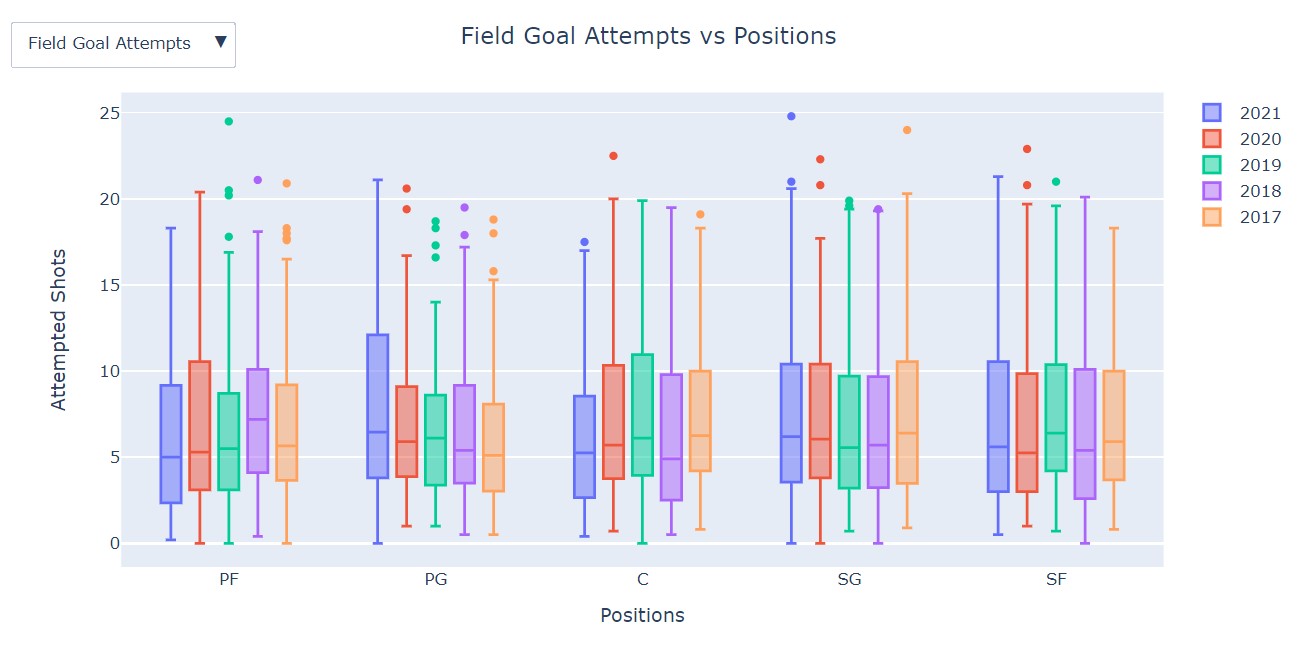 Field Goal Attempts ▼
Field Goal Attempts vs Positions
25
20
15
10
5
0
Attempted Shots
PF
PG
C
SG
SF
Positions
2021
2020
2019
2018
2017